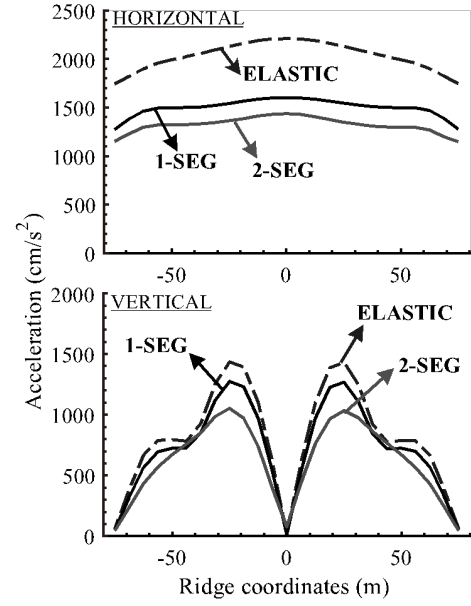 HORIZONTAL
2500
2000
1500
1000
500
0
ELASTIC
1-SEG
2-SEG
-50
0
50
Acceleration (cm/s²)
VERTICAL
2000
1500
1000
500
0
1-SEG
ELASTIC
2-SEG
-50
0
50
Ridge coordinates (m)